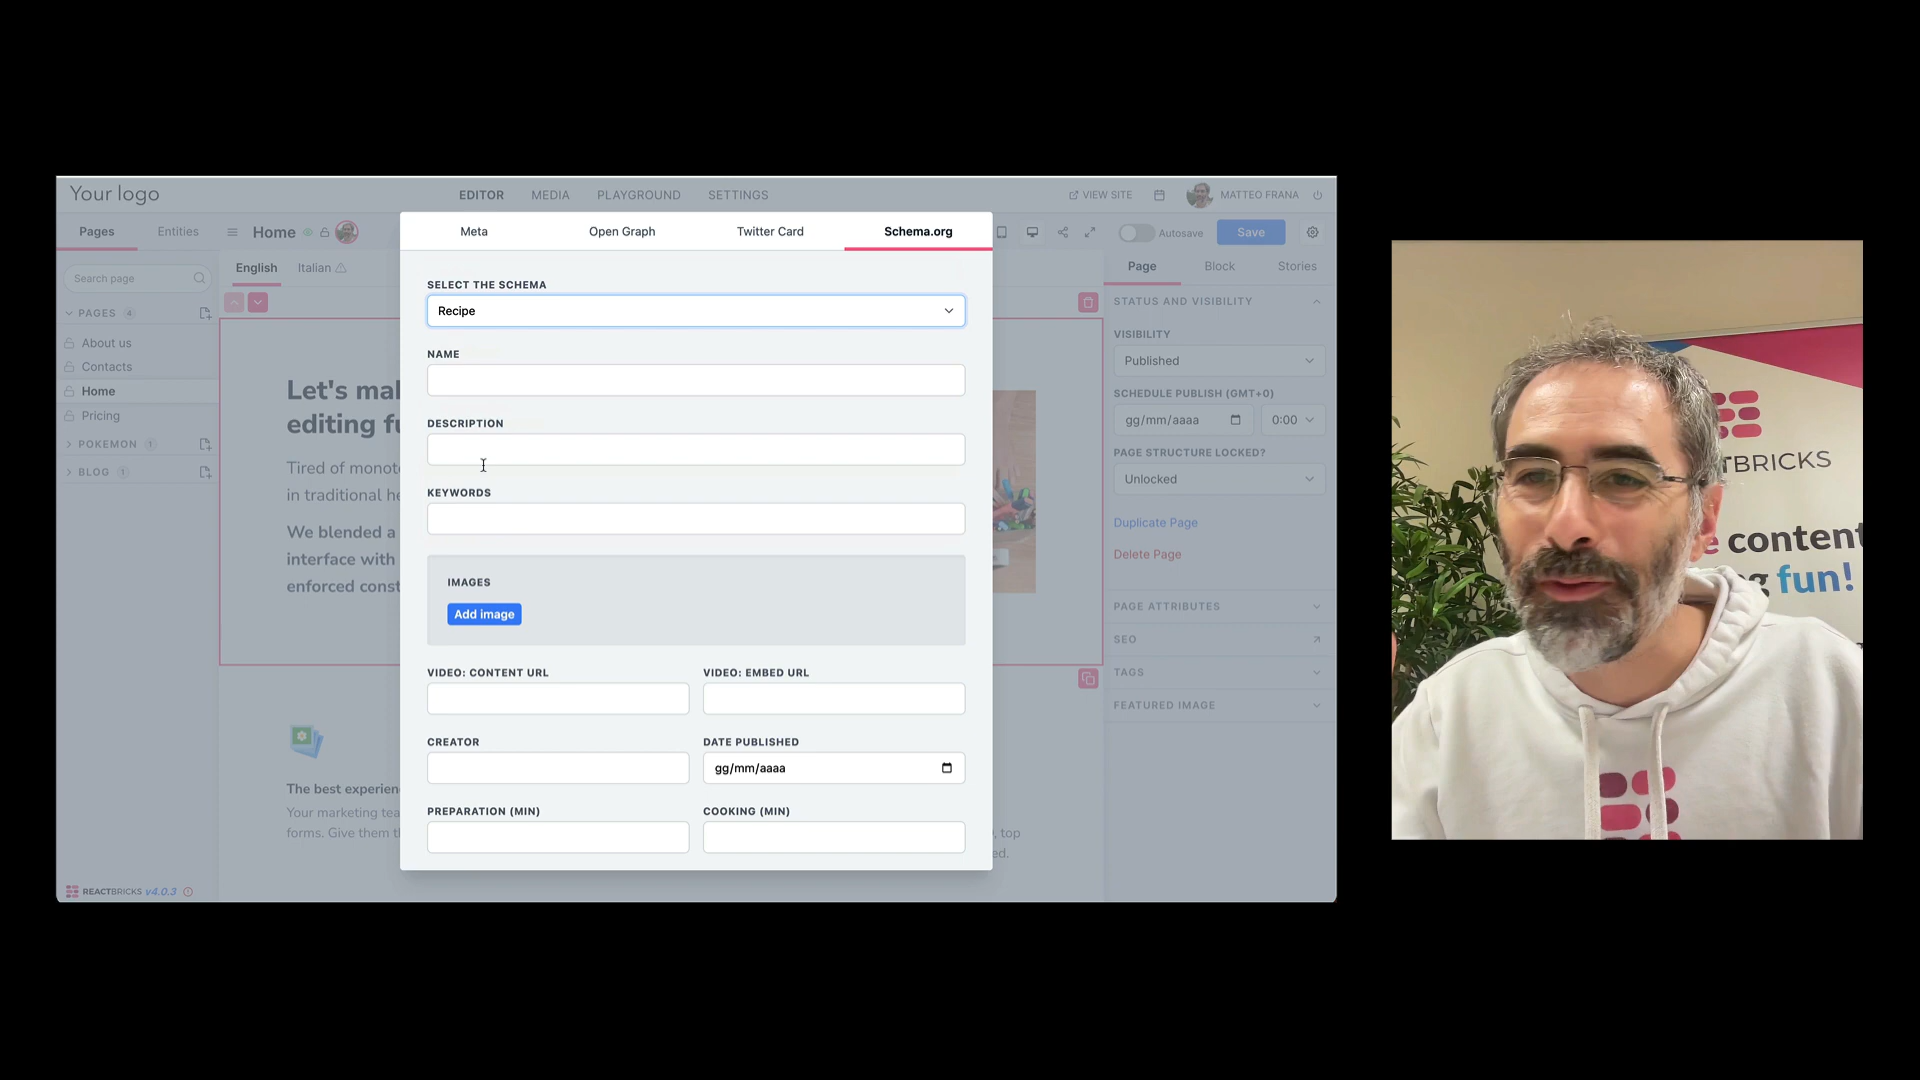 Your logo
EDITOR
MEDIA
PLAYGROUND
SETTINGS
VIEW SITE
MATTEO FRANA
Pages
Entities
Home
Autosave
Save
Search page
PAGES 4
About us
Contacts
Home
Pricing
POKEMON 1
BLOG 1
English
Italian
Let's mal
editing fu
Tired of monoto
in traditional he
We blended a
interface with
enforced const
The best experien
Your marketing tea
forms. Give them th
, top
ed.
Meta
Open Graph
Twitter Card
Schema.org
SELECT THE SCHEMA
Recipe
NAME
DESCRIPTION
KEYWORDS
IMAGES
Add image
VIDEO: CONTENT URL
VIDEO: EMBED URL
CREATOR
DATE PUBLISHED
gg/mm/aaaa
PREPARATION (MIN)
COOKING (MIN)
Page
Block
Stories
STATUS AND VISIBILITY
VISIBILITY
Published
SCHEDULE PUBLISH (GMT+0)
gg/mm/aaaa
0:00
PAGE STRUCTURE LOCKED?
Unlocked
Duplicate Page
Delete Page
PAGE ATTRIBUTES
SEO
TAGS
FEATURED IMAGE
REACTBRICKS v4.0.3
TBRICKS
e content
g fun!